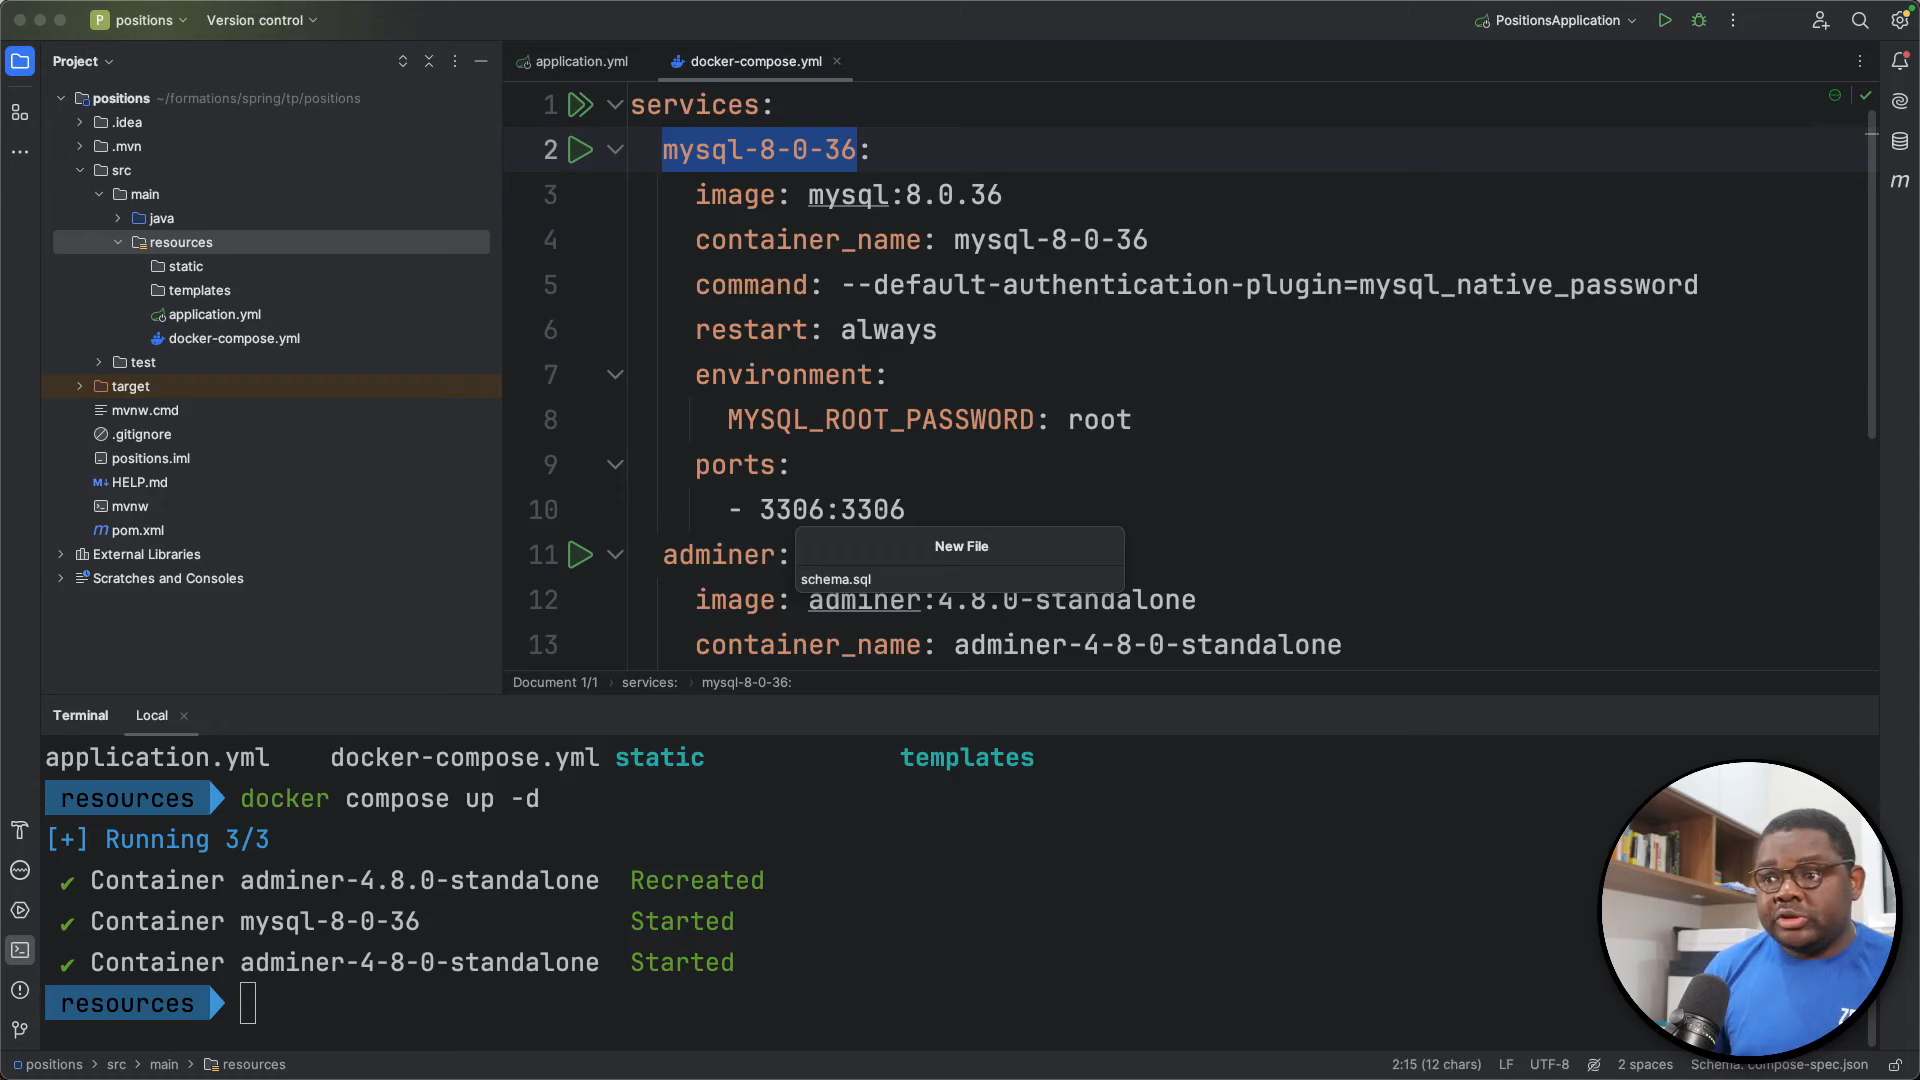 P positions
Version control
PositionsApplication
Project
positions ~/formations/spring/tp/positions
.idea
.mvn
src
main
java
resources
static
templates
application.yml
docker-compose.yml
test
target
mvnw.cmd
.gitignore
positions.iml
M↓ HELP.md
mvnw
m pom.xml
External Libraries
Scratches and Consoles
application.yml
docker-compose.yml
1 services:
2 mysql-8-0-36:
3 image: mysql:8.0.36
4 container_name: mysql-8-0-36
5 command: --default-authentication-plugin=mysql_native_password
6 restart: always
7 environment:
8 MYSQL_ROOT_PASSWORD: root
9 ports:
10 - 3306:3306
11 adminer:
12 image: adminer:4.8.0-standalone
13 container_name: adminer-4-8-0-standalone
New File
schema.sql
Document 1/1 › services: › mysql-8-0-36:
m
Terminal
Local
application.yml docker-compose.yml static templates
resources docker compose up -d
[+] Running 3/3
✔ Container adminer-4.8.0-standalone Recreated
✔ Container mysql-8-0-36 Started
✔ Container adminer-4-8-0-standalone Started
resources
positions › src › main › resources
2:15 (12 chars) LF UTF-8 2 spaces Schema: compose-spec.json